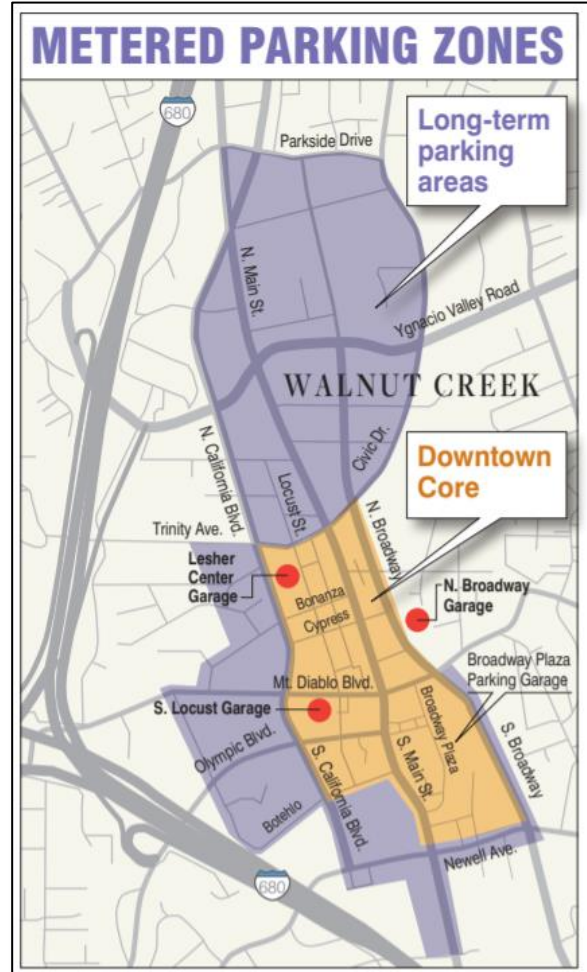 METERED PARKING ZONES
680
Parkside Drive
Long-term
parking
areas
N. Main St.
Ygnacio Valley Road
WALNUT CREEK
N. California Blvd.
Locust St.
Civic Dr.
Downtown
Core
Trinity Ave.
N. Broadway
Lesher
Center
Garage
Bonanza
Cypress
N. Broadway
Garage
Mt. Diablo Blvd.
Broadway Plaza
Parking Garage
S. Locust Garage
Olympic Blvd.
Broadway Plaza
S. Main St.
S. Broadway
S. California Blvd.
Botehlo
Newell Ave.
680